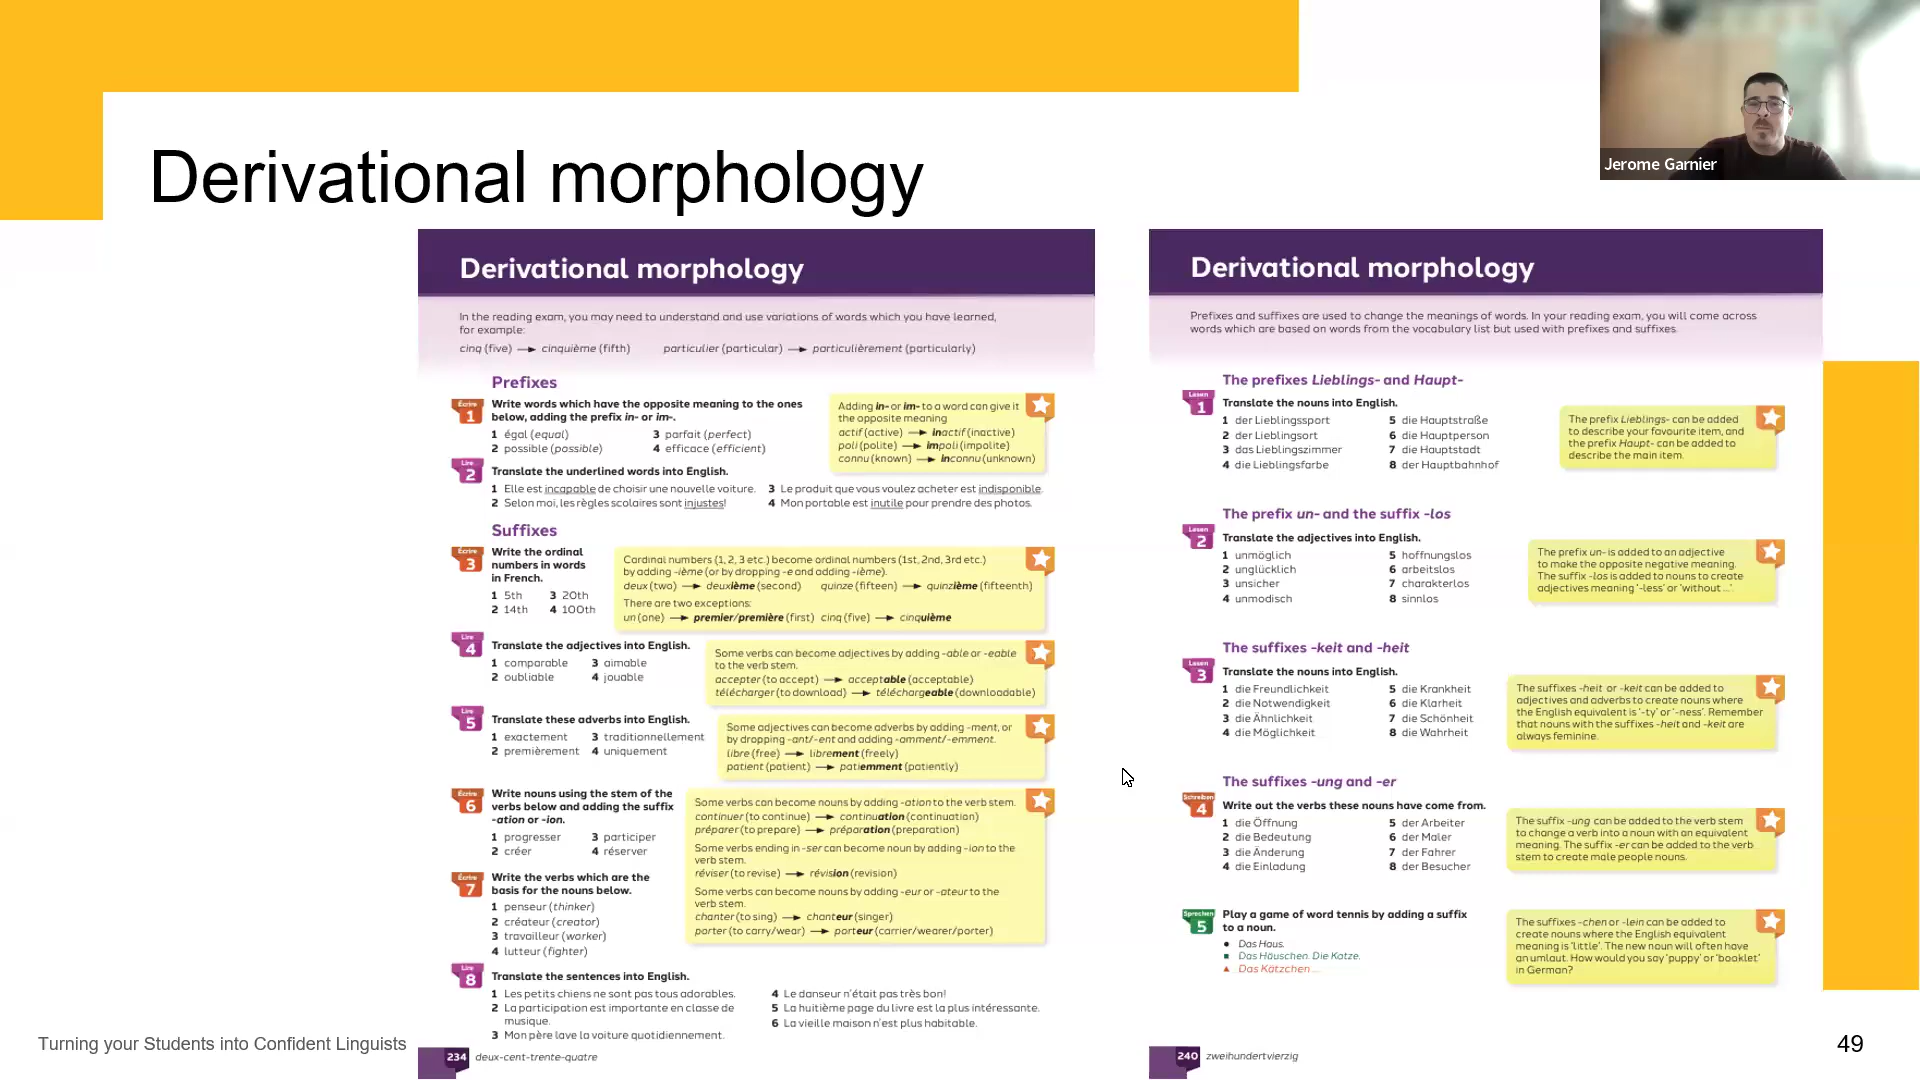 Jerome Garnier
Derivational morphology
Derivational morphology
In the reading exam, you may need to understand and use variations of words which you have learned,
for example:
cinq (five) → cinquième (fifth) particulier (particular) → particulièrement (particularly)
Prefixes
Écrire
1
Write words which have the opposite meaning to the ones
below, adding the prefix in- or im-.
1 égal (equal) 3 parfait (perfect)
2 possible (possible) 4 efficace (efficient)
Adding in- or im- to a word can give it
the opposite meaning
actif (active) → inactif (inactive)
poli (polite) → impoli (impolite)
connu (known) → inconnu (unknown)
Lire
2
Translate the underlined words into English.
1 Elle est incapable de choisir une nouvelle voiture. 3 Le produit que vous voulez acheter est indisponible.
2 Selon moi, les règles scolaires sont injustes! 4 Mon portable est inutile pour prendre des photos.
Suffixes
Écrire
3
Write the ordinal
numbers in words
in French.
1 5th 3 20th
2 14th 4 100th
Cardinal numbers (1, 2, 3 etc.) become ordinal numbers (1st, 2nd, 3rd etc.)
by adding -ième (or by dropping -e and adding -ième).
deux (two) → deuxième (second) quinze (fifteen) → quinzième (fifteenth)
There are two exceptions:
un (one) → premier/première (first) cinq (five) → cinquième
Lire
4
Translate the adjectives into English.
1 comparable 3 aimable
2 oubliable 4 jouable
Some verbs can become adjectives by adding -able or -eable
to the verb stem.
accepter (to accept) → acceptable (acceptable)
télécharger (to download) → téléchargeable (downloadable)
Lire
5
Translate these adverbs into English.
1 exactement 3 traditionnellement
2 premièrement 4 uniquement
Some adjectives can become adverbs by adding -ment, or
by dropping -ant/-ent and adding -amment/-emment.
libre (free) → librement (freely)
patient (patient) → patiemment (patiently)
Écrire
6
Write nouns using the stem of the
verbs below and adding the suffix
-ation or -ion.
1 progresser 3 participer
2 créer 4 réserver
Some verbs can become nouns by adding -ation to the verb stem.
continuer (to continue) → continuation (continuation)
préparer (to prepare) → préparation (preparation)
Some verbs ending in -ser can become noun by adding -ion to the
verb stem.
réviser (to revise) → révision (revision)
Some verbs can become nouns by adding -eur or -ateur to the
verb stem.
chanter (to sing) → chanteur (singer)
porter (to carry/wear) → porteur (carrier/wearer/porter)
Écrire
7
Write the verbs which are the
basis for the nouns below.
1 penseur (thinker)
2 créateur (creator)
3 travailleur (worker)
4 lutteur (fighter)
Lire
8
Translate the sentences into English.
1 Les petits chiens ne sont pas tous adorables. 4 Le danseur n'était pas très bon!
2 La participation est importante en classe de 5 La huitième page du livre est la plus intéressante.
musique. 6 La vieille maison n'est plus habitable.
3 Mon père lave la voiture quotidiennement.
234 deux-cent-trente-quatre
Derivational morphology
Prefixes and suffixes are used to change the meanings of words. In your reading exam, you will come across
words which are based on words from the vocabulary list but used with prefixes and suffixes.
The prefixes Lieblings- and Haupt-
Lesen
1
Translate the nouns into English.
1 der Lieblingssport 5 die Hauptstraße
2 der Lieblingsort 6 die Hauptperson
3 das Lieblingszimmer 7 die Hauptstadt
4 die Lieblingsfarbe 8 der Hauptbahnhof
The prefix Lieblings- can be added
to describe your favourite item, and
the prefix Haupt- can be added to
describe the main item.
The prefix un- and the suffix -los
Lesen
2
Translate the adjectives into English.
1 unmöglich 5 hoffnungslos
2 unglücklich 6 arbeitslos
3 unsicher 7 charakterlos
4 unmodisch 8 sinnlos
The prefix un- is added to an adjective
to make the opposite negative meaning.
The suffix -los is added to nouns to create
adjectives meaning '-less' or 'without ...'.
The suffixes -keit and -heit
Lesen
3
Translate the nouns into English.
1 die Freundlichkeit 5 die Krankheit
2 die Notwendigkeit 6 die Klarheit
3 die Ähnlichkeit 7 die Schönheit
4 die Möglichkeit 8 die Wahrheit
The suffixes -heit or -keit can be added to
adjectives and adverbs to create nouns where
the English equivalent is '-ty' or '-ness'. Remember
that nouns with the suffixes -heit and -keit are
always feminine.
The suffixes -ung and -er
Schreiben
4
Write out the verbs these nouns have come from.
1 die Öffnung 5 der Arbeiter
2 die Bedeutung 6 der Maler
3 die Änderung 7 der Fahrer
4 die Einladung 8 der Besucher
The suffix -ung can be added to the verb stem
to change a verb into a noun with an equivalent
meaning. The suffix -er can be added to the verb
stem to create male people nouns.
Sprechen
5
Play a game of word tennis by adding a suffix
to a noun.
● Das Haus.
■ Das Häuschen. Die Katze.
▲ Das Kätzchen ...
The suffixes -chen or -lein can be added to
create nouns where the English equivalent
meaning is 'little'. The new noun will often have
an umlaut. How would you say 'puppy' or 'booklet'
in German?
240 zweihundertvierzig
Turning your Students into Confident Linguists
49